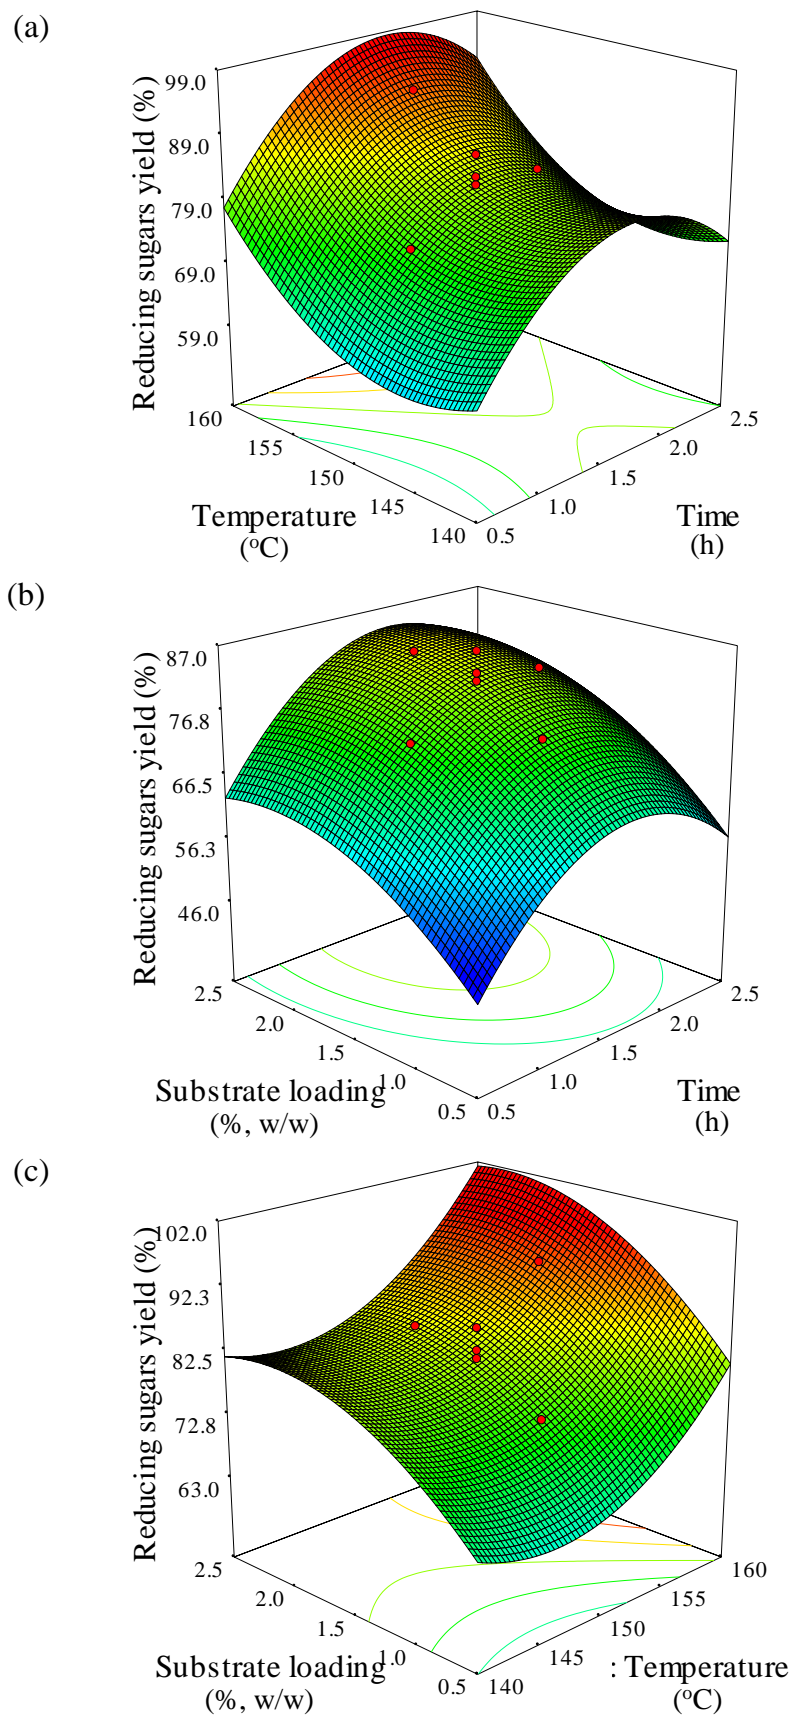 (a)
Reducing sugars yield (%)
99.0
89.0
79.0
69.0
59.0
160
155
150
145
140
Temperature
(°C)
0.5
1.0
1.5
2.0
2.5
Time
(h)
(b)
Reducing sugars yield (%)
87.0
76.8
66.5
56.3
46.0
2.5
2.0
1.5
1.0
0.5
Substrate loading
(%, w/w)
0.5
1.0
1.5
2.0
2.5
Time
(h)
(c)
Reducing sugars yield (%)
102.0
92.3
82.5
72.8
63.0
2.5
2.0
1.5
1.0
0.5
Substrate loading
(%, w/w)
140
145
150
155
160
: Temperature
(°C)